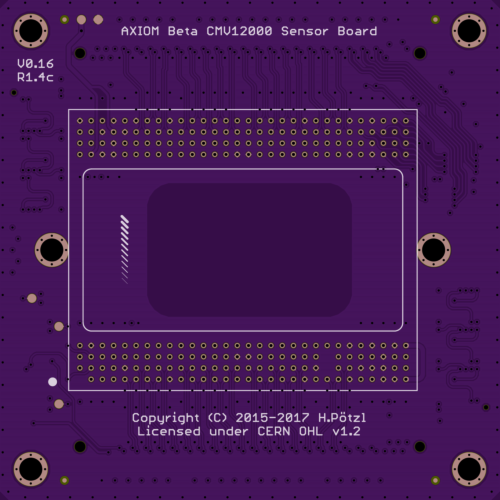 AXIOM Beta CMV12000 Sensor Board
V0.16
R1.4c
Copyright (C) 2015-2017 H.Pötzl
Licensed under CERN OHL v1.2